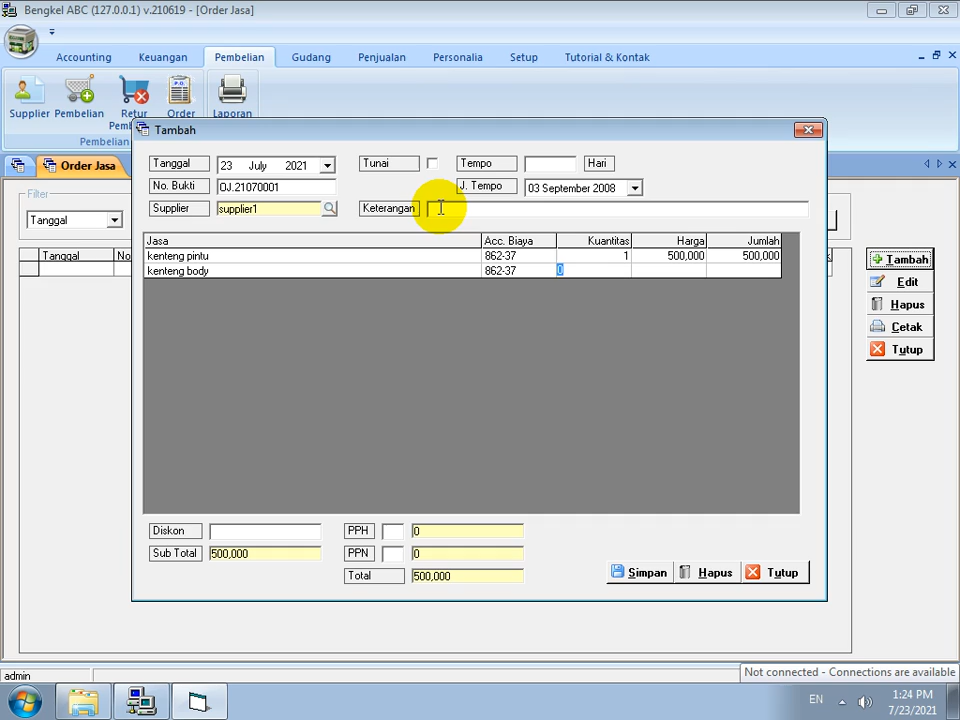 Bengkel ABC (127.0.0.1) v.210619 - [Order Jasa]
Accounting Keuangan Pembelian Gudang Penjualan Personalia Setup Tutorial & Kontak
Supplier Pembelian Retur Order Laporan
Pembelian
Order Jasa
Filter
Tanggal
Tanggal No
Tambah
Edit
Hapus
Cetak
Tutup
Tambah
Tanggal 23 July 2021 Tunai Tempo Hari
No. Bukti OJ.21070001 J. Tempo 03 September 2008
Supplier supplier1 Keterangan
Jasa Acc. Biaya Kuantitas Harga Jumlah
kenteng pintu 862-37 1 500,000 500,000
kenteng body 862-37 0
Diskon PPH 0
Sub Total 500,000 PPN 0
Total 500,000
Simpan Hapus Tutup
admin
Not connected - Connections are available
EN 1:24 PM
7/23/2021